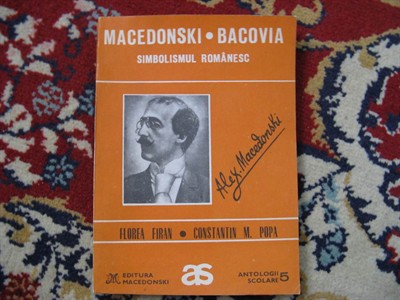 MACEDONSKI • BACOVIA
SIMBOLISMUL ROMÂNESC
Alex. Macedonski
FLOREA FIRAN • CONSTANTIN M. POPA
M EDITURA
MACEDONSKI
as
ANTOLOGII
ȘCOLARE 5